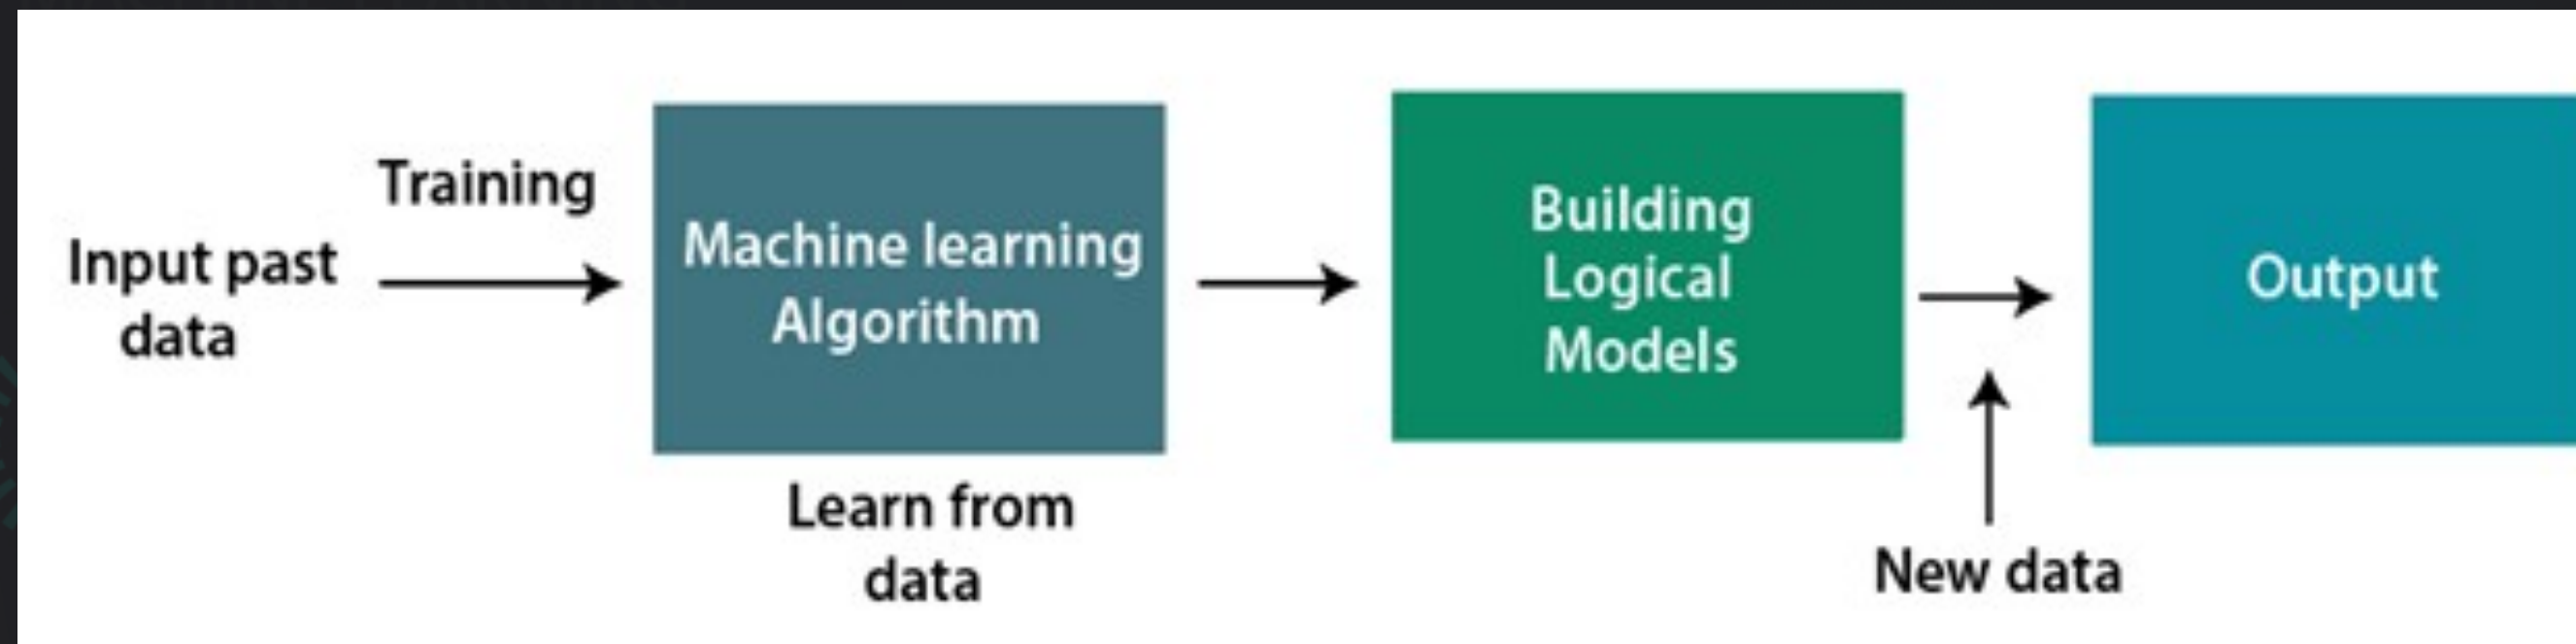 Training
Input past
data
Machine learning
Algorithm
Learn from
data
Building
Logical
Models
New data
Output